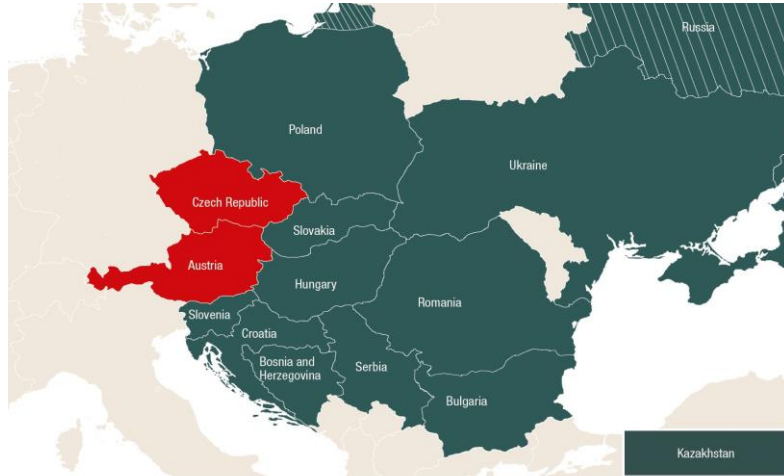 Russia
Poland
Ukraine
Czech Republic
Slovakia
Austria
Hungary
Romania
Slovenia
Croatia
Bosnia and
Herzegovina
Serbia
Bulgaria
Kazakhstan